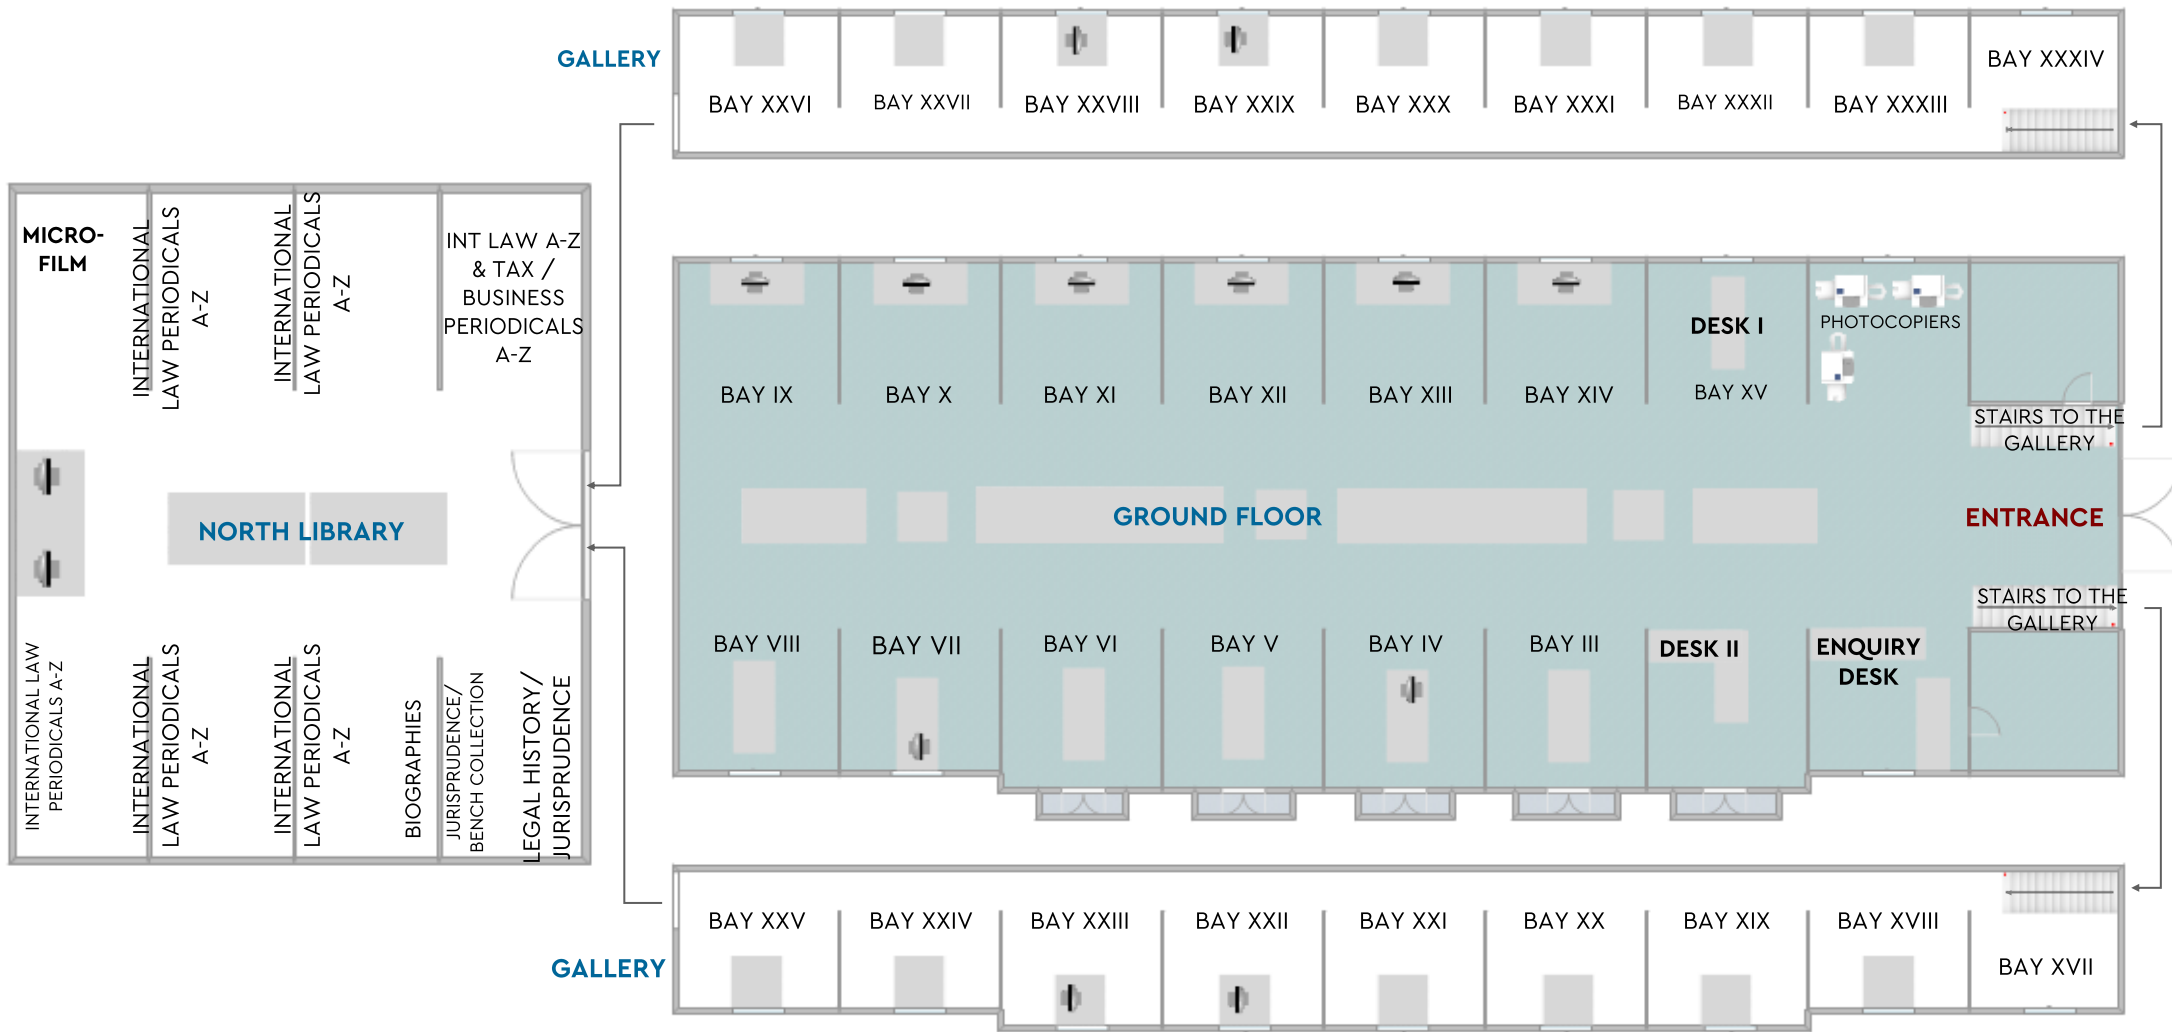 GALLERY
BAY XXVI
BAY XXVII
BAY XXVIII
BAY XXIX
BAY XXX
BAY XXXI
BAY XXXII
BAY XXXIII
BAY XXXIV
MICRO-
FILM
INTERNATIONAL
LAW PERIODICALS
A-Z
INTERNATIONAL
LAW PERIODICALS
A-Z
INT LAW A-Z
& TAX /
BUSINESS
PERIODICALS
A-Z
NORTH LIBRARY
INTERNATIONAL LAW
PERIODICALS A-Z
INTERNATIONAL
LAW PERIODICALS
A-Z
INTERNATIONAL
LAW PERIODICALS
A-Z
BIOGRAPHIES
JURISPRUDENCE/
BENCH COLLECTION
LEGAL HISTORY/
JURISPRUDENCE
DESK I
PHOTOCOPIERS
BAY IX
BAY X
BAY XI
BAY XII
BAY XIII
BAY XIV
BAY XV
STAIRS TO THE
GALLERY
GROUND FLOOR
ENTRANCE
STAIRS TO THE
GALLERY
BAY VIII
BAY VII
BAY VI
BAY V
BAY IV
BAY III
DESK II
ENQUIRY
DESK
BAY XXV
BAY XXIV
BAY XXIII
BAY XXII
BAY XXI
BAY XX
BAY XIX
BAY XVIII
BAY XVII
GALLERY